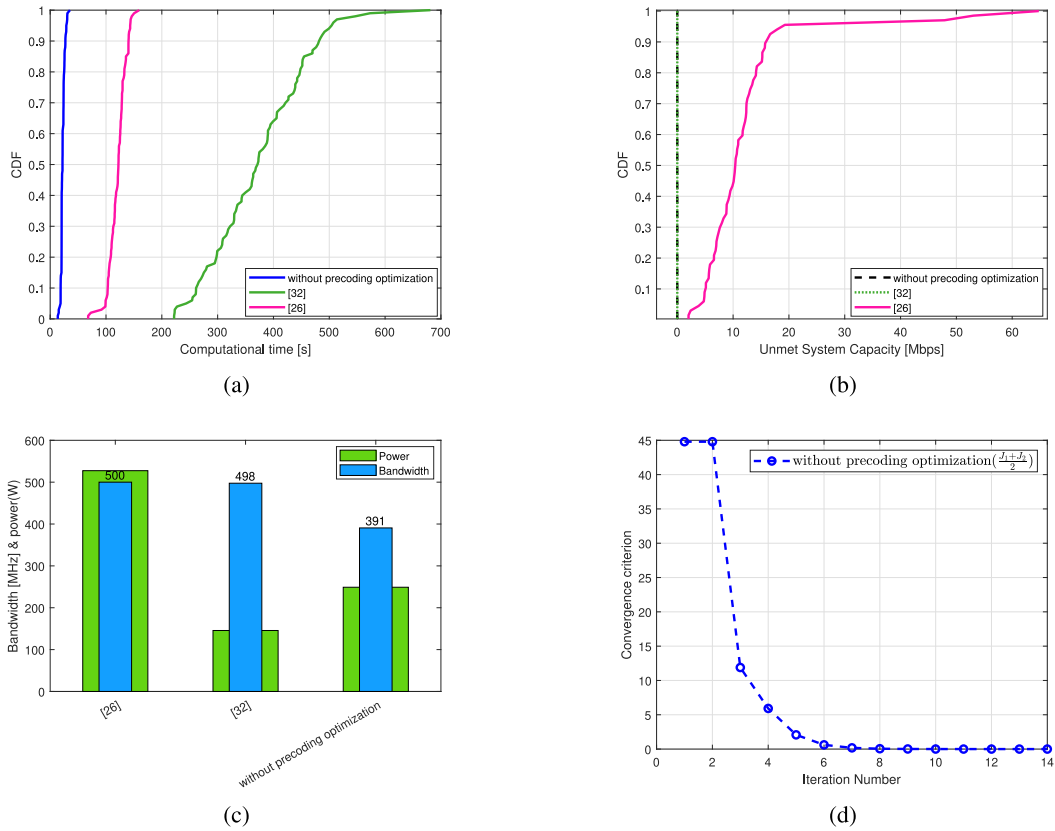 1
0.9
0.8
0.7
0.6
0.5
0.4
0.3
0.2
0.1
0
CDF
0 100 200 300 400 500 600 700
Computational time [s]
without precoding optimization
[32]
[26]
(a)
1
0.9
0.8
0.7
0.6
0.5
0.4
0.3
0.2
0.1
CDF
0 10 20 30 40 50 60
Unmet System Capacity [Mbps]
without precoding optimization
[32]
[26]
(b)
600
500
400
300
200
100
0
Bandwidth [MHz] & power(W)
Power
Bandwidth
500
498
391
[26]
[32]
without precoding optimization
(c)
45
40
35
30
25
20
15
10
5
0
Convergence criterion
0 2 4 6 8 10 12 14
Iteration Number
without precoding optimization(\frac{J_1+J_2}{2})
(d)